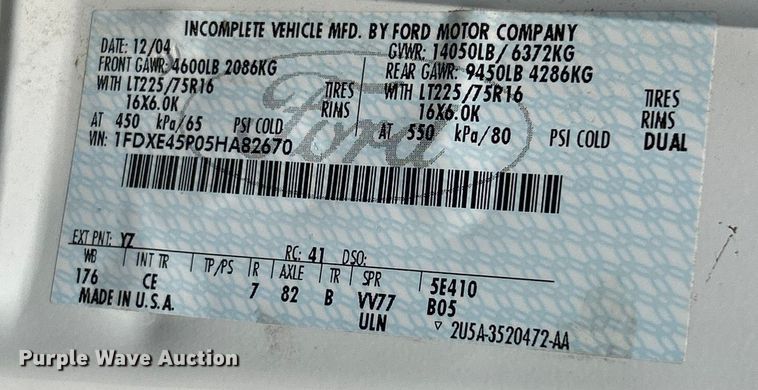 INCOMPLETE VEHICLE MFD. BY FORD MOTOR COMPANY
DATE: 12/04 GVWR: 14050LB / 6372KG
FRONT GAWR: 4600LB 2086KG REAR GAWR: 9450LB 4286KG
WITH LT225/75R16 TIRES WITH LT225/75R16 TIRES
16X6.0K RIMS 16X6.0K RIMS
AT 450 kPa/65 PSI COLD AT 550 kPa/80 PSI COLD DUAL
VIN: 1FDXE45P05HA82670
Ford
EXT PNT: YZ RC: 41 DSO:
WB INT TR TP/PS R AXLE TR SPR 5E410
176 CE 7 82 B VV77 B05
MADE IN U.S.A. ULN ▽ 2U5A-3520472-AA
Purple Wave Auction